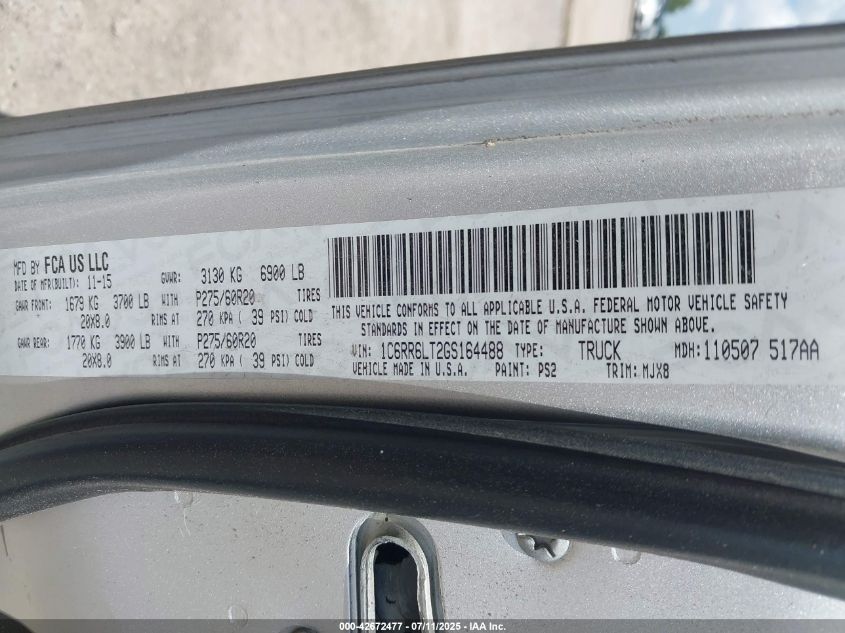 MFD BY FCA US LLC
DATE OF MFR(BUILT): 11-15 GVWR: 3130 KG 6900 LB
GAWR FRONT: 1679 KG 3700 LB WITH P275/60R20 TIRES
20X8.0 RIMS AT 270 KPA ( 39 PSI) COLD
GAWR REAR: 1770 KG 3900 LB WITH P275/60R20 TIRES
20X8.0 RIMS AT 270 KPA ( 39 PSI) COLD
THIS VEHICLE CONFORMS TO ALL APPLICABLE U.S.A. FEDERAL MOTOR VEHICLE SAFETY
STANDARDS IN EFFECT ON THE DATE OF MANUFACTURE SHOWN ABOVE.
VIN: 1C6RR6LT2GS164488 TYPE: TRUCK MDH: 110507 517AA
VEHICLE MADE IN U.S.A. PAINT: PS2 TRIM: MJX8
000-42672477 - 07/11/2025 - IAA Inc.